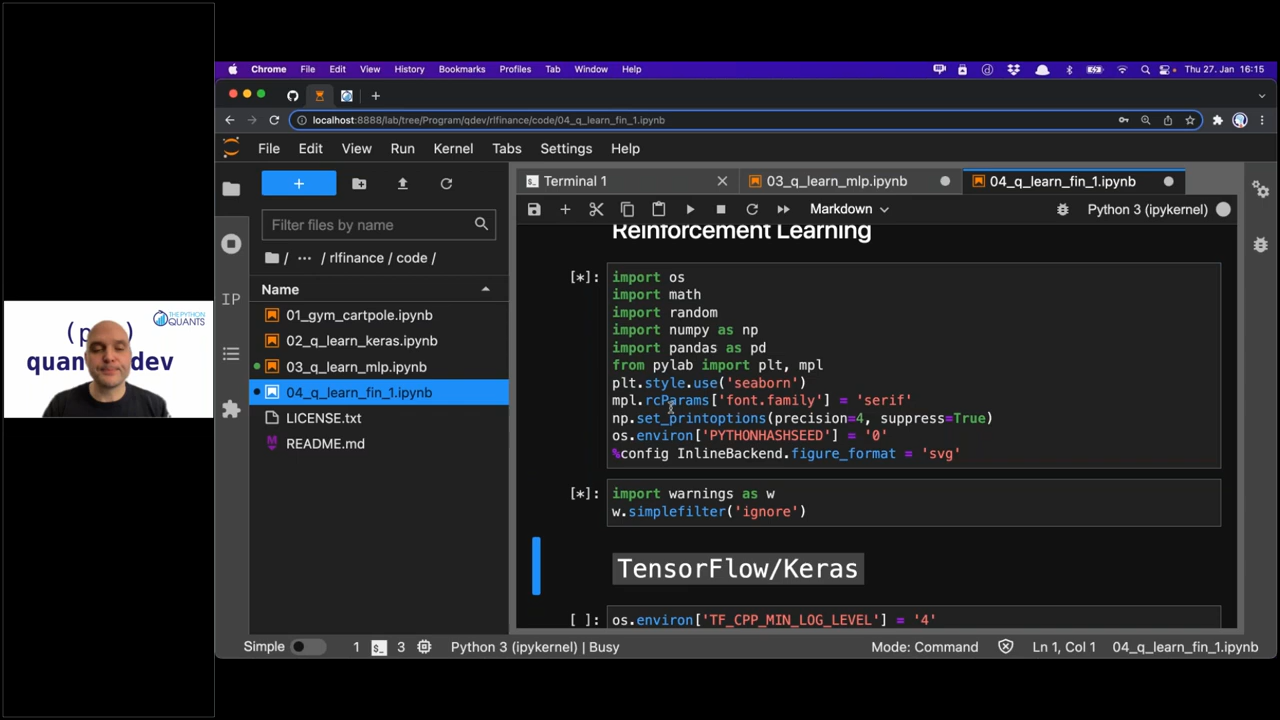 Chrome File Edit View History Bookmarks Profiles Tab Window Help Thu 27. Jan 16:15
localhost:8888/lab/tree/Program/qdev/rlfinance/code/04_q_learn_fin_1.ipynb
File Edit View Run Kernel Tabs Settings Help
Terminal 1 03_q_learn_mlp.ipynb 04_q_learn_fin_1.ipynb
Markdown Python 3 (ipykernel)
Filter files by name
/ ... / rlfinance / code /
Name
01_gym_cartpole.ipynb
02_q_learn_keras.ipynb
03_q_learn_mlp.ipynb
04_q_learn_fin_1.ipynb
LICENSE.txt
README.md
IP
Reinforcement Learning
[*]: import os
import math
import random
import numpy as np
import pandas as pd
from pylab import plt, mpl
plt.style.use('seaborn')
mpl.rcParams['font.family'] = 'serif'
np.set_printoptions(precision=4, suppress=True)
os.environ['PYTHONHASHSEED'] = '0'
%config InlineBackend.figure_format = 'svg'
[*]: import warnings as w
w.simplefilter('ignore')
TensorFlow/Keras
[ ]: os.environ['TF_CPP_MIN_LOG_LEVEL'] = '4'
Simple 1 3 Python 3 (ipykernel) | Busy Mode: Command Ln 1, Col 1 04_q_learn_fin_1.ipynb
THE PYTHON
QUANTS